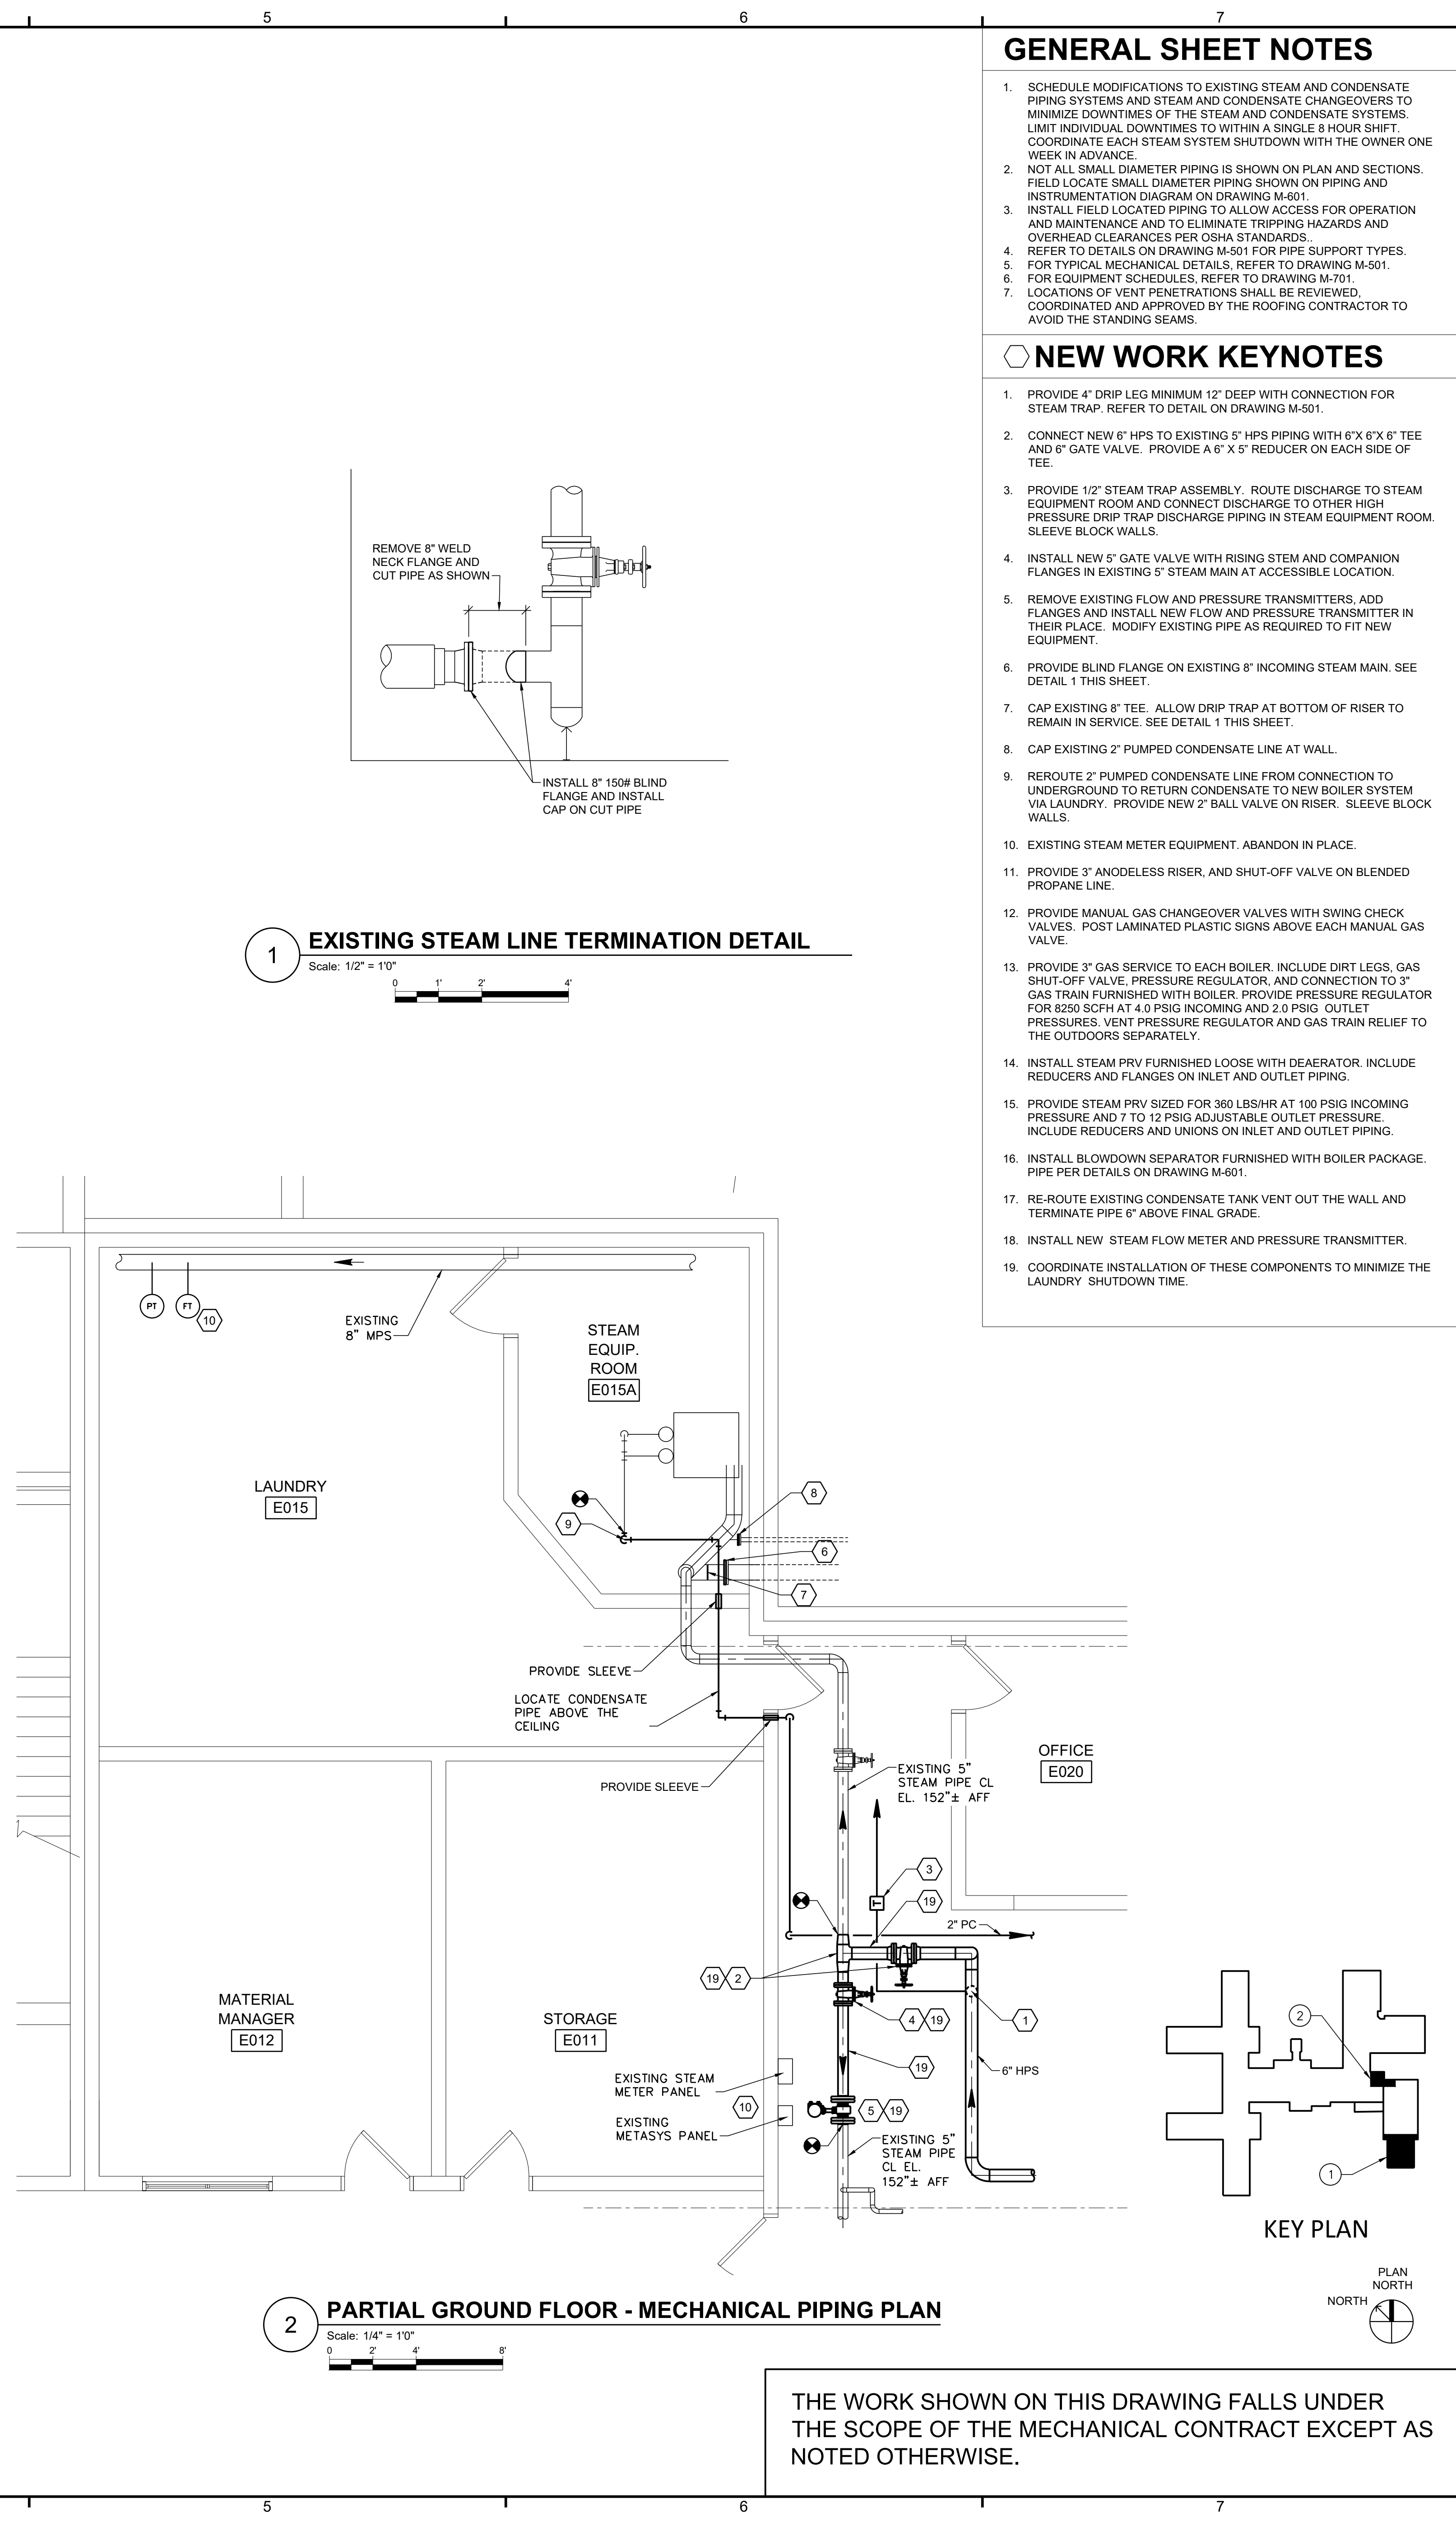 5
6
7
GENERAL SHEET NOTES
1. SCHEDULE MODIFICATIONS TO EXISTING STEAM AND CONDENSATE
PIPING SYSTEMS AND STEAM AND CONDENSATE CHANGEOVERS TO
MINIMIZE DOWNTIMES OF THE STEAM AND CONDENSATE SYSTEMS.
LIMIT INDIVIDUAL DOWNTIMES TO WITHIN A SINGLE 8 HOUR SHIFT.
COORDINATE EACH STEAM SYSTEM SHUTDOWN WITH THE OWNER ONE
WEEK IN ADVANCE.
2. NOT ALL SMALL DIAMETER PIPING IS SHOWN ON PLAN AND SECTIONS.
FIELD LOCATE SMALL DIAMETER PIPING SHOWN ON PIPING AND
INSTRUMENTATION DIAGRAM ON DRAWING M-601.
3. INSTALL FIELD LOCATED PIPING TO ALLOW ACCESS FOR OPERATION
AND MAINTENANCE AND TO ELIMINATE TRIPPING HAZARDS AND
OVERHEAD CLEARANCES PER OSHA STANDARDS..
4. REFER TO DETAILS ON DRAWING M-501 FOR PIPE SUPPORT TYPES.
5. FOR TYPICAL MECHANICAL DETAILS, REFER TO DRAWING M-501.
6. FOR EQUIPMENT SCHEDULES, REFER TO DRAWING M-701.
7. LOCATIONS OF VENT PENETRATIONS SHALL BE REVIEWED,
COORDINATED AND APPROVED BY THE ROOFING CONTRACTOR TO
AVOID THE STANDING SEAMS.
NEW WORK KEYNOTES
1. PROVIDE 4" DRIP LEG MINIMUM 12" DEEP WITH CONNECTION FOR
STEAM TRAP. REFER TO DETAIL ON DRAWING M-501.
2. CONNECT NEW 6" HPS TO EXISTING 5" HPS PIPING WITH 6"X 6"X 6" TEE
AND 6" GATE VALVE. PROVIDE A 6" X 5" REDUCER ON EACH SIDE OF
TEE.
3. PROVIDE 1/2" STEAM TRAP ASSEMBLY. ROUTE DISCHARGE TO STEAM
EQUIPMENT ROOM AND CONNECT DISCHARGE TO OTHER HIGH
PRESSURE DRIP TRAP DISCHARGE PIPING IN STEAM EQUIPMENT ROOM.
SLEEVE BLOCK WALLS.
4. INSTALL NEW 5" GATE VALVE WITH RISING STEM AND COMPANION
FLANGES IN EXISTING 5" STEAM MAIN AT ACCESSIBLE LOCATION.
5. REMOVE EXISTING FLOW AND PRESSURE TRANSMITTERS, ADD
FLANGES AND INSTALL NEW FLOW AND PRESSURE TRANSMITTER IN
THEIR PLACE. MODIFY EXISTING PIPE AS REQUIRED TO FIT NEW
EQUIPMENT.
6. PROVIDE BLIND FLANGE ON EXISTING 8" INCOMING STEAM MAIN. SEE
DETAIL 1 THIS SHEET.
7. CAP EXISTING 8" TEE. ALLOW DRIP TRAP AT BOTTOM OF RISER TO
REMAIN IN SERVICE. SEE DETAIL 1 THIS SHEET.
8. CAP EXISTING 2" PUMPED CONDENSATE LINE AT WALL.
9. REROUTE 2" PUMPED CONDENSATE LINE FROM CONNECTION TO
UNDERGROUND TO RETURN CONDENSATE TO NEW BOILER SYSTEM
VIA LAUNDRY. PROVIDE NEW 2" BALL VALVE ON RISER. SLEEVE BLOCK
WALLS.
10. EXISTING STEAM METER EQUIPMENT. ABANDON IN PLACE.
11. PROVIDE 3" ANODELESS RISER, AND SHUT-OFF VALVE ON BLENDED
PROPANE LINE.
12. PROVIDE MANUAL GAS CHANGEOVER VALVES WITH SWING CHECK
VALVES. POST LAMINATED PLASTIC SIGNS ABOVE EACH MANUAL GAS
VALVE.
13. PROVIDE 3" GAS SERVICE TO EACH BOILER. INCLUDE DIRT LEGS, GAS
SHUT-OFF VALVE, PRESSURE REGULATOR, AND CONNECTION TO 3"
GAS TRAIN FURNISHED WITH BOILER. PROVIDE PRESSURE REGULATOR
FOR 8250 SCFH AT 4.0 PSIG INCOMING AND 2.0 PSIG OUTLET
PRESSURES. VENT PRESSURE REGULATOR AND GAS TRAIN RELIEF TO
THE OUTDOORS SEPARATELY.
14. INSTALL STEAM PRV FURNISHED LOOSE WITH DEAERATOR. INCLUDE
REDUCERS AND FLANGES ON INLET AND OUTLET PIPING.
15. PROVIDE STEAM PRV SIZED FOR 360 LBS/HR AT 100 PSIG INCOMING
PRESSURE AND 7 TO 12 PSIG ADJUSTABLE OUTLET PRESSURE.
INCLUDE REDUCERS AND UNIONS ON INLET AND OUTLET PIPING.
16. INSTALL BLOWDOWN SEPARATOR FURNISHED WITH BOILER PACKAGE.
PIPE PER DETAILS ON DRAWING M-601.
17. RE-ROUTE EXISTING CONDENSATE TANK VENT OUT THE WALL AND
TERMINATE PIPE 6" ABOVE FINAL GRADE.
18. INSTALL NEW STEAM FLOW METER AND PRESSURE TRANSMITTER.
19. COORDINATE INSTALLATION OF THESE COMPONENTS TO MINIMIZE THE
LAUNDRY SHUTDOWN TIME.
REMOVE 8" WELD
NECK FLANGE AND
CUT PIPE AS SHOWN
INSTALL 8" 150# BLIND
FLANGE AND INSTALL
CAP ON CUT PIPE
1
EXISTING STEAM LINE TERMINATION DETAIL
Scale: 1/2" = 1'0"
0 1' 2' 4'
PT
FT
10
EXISTING
8" MPS
STEAM
EQUIP.
ROOM
E015A
LAUNDRY
E015
8
9
6
7
PROVIDE SLEEVE
LOCATE CONDENSATE
PIPE ABOVE THE
CEILING
PROVIDE SLEEVE
EXISTING 5"
STEAM PIPE CL
EL. 152"± AFF
OFFICE
E020
3
T
19
2" PC
19 2
4 19
1
19
6" HPS
MATERIAL
MANAGER
E012
STORAGE
E011
EXISTING STEAM
METER PANEL
10
EXISTING
METASYS PANEL
5 19
EXISTING 5"
STEAM PIPE
CL EL.
152"± AFF
2
1
KEY PLAN
PLAN
NORTH
NORTH
2
PARTIAL GROUND FLOOR - MECHANICAL PIPING PLAN
Scale: 1/4" = 1'0"
0 2' 4' 8'
THE WORK SHOWN ON THIS DRAWING FALLS UNDER
THE SCOPE OF THE MECHANICAL CONTRACT EXCEPT AS
NOTED OTHERWISE.
5
6
7